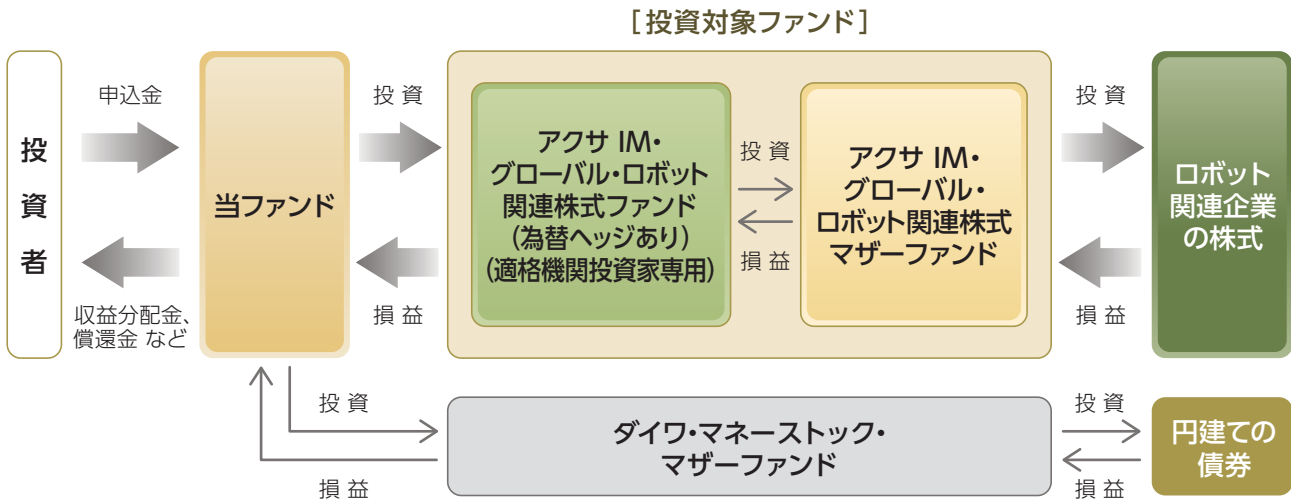 ［投資対象ファンド］
投資者
申込金
収益分配金、
償還金 など
当ファンド
投 資
損 益
アクサ IM・
グローバル・ロボット
関連株式ファンド
(為替ヘッジあり)
(適格機関投資家専用)
投 資
損 益
アクサ IM・
グローバル・
ロボット関連株式
マザーファンド
投 資
損 益
ロボット
関連企業
の株式
投 資
損 益
ダイワ・マネーストック・
マザーファンド
投 資
損 益
円建ての
債券